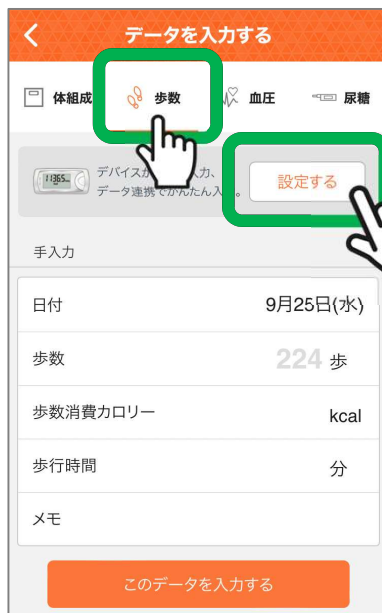 データを入力する
体組成
歩数
血圧
尿糖
11365
デバイスか
入力、
設定する
データ連携でかんたん入
。
手入力
日付
9月25日(水)
歩数
224 歩
歩数消費カロリー
kcal
歩行時間
分
メモ
このデータを入力する